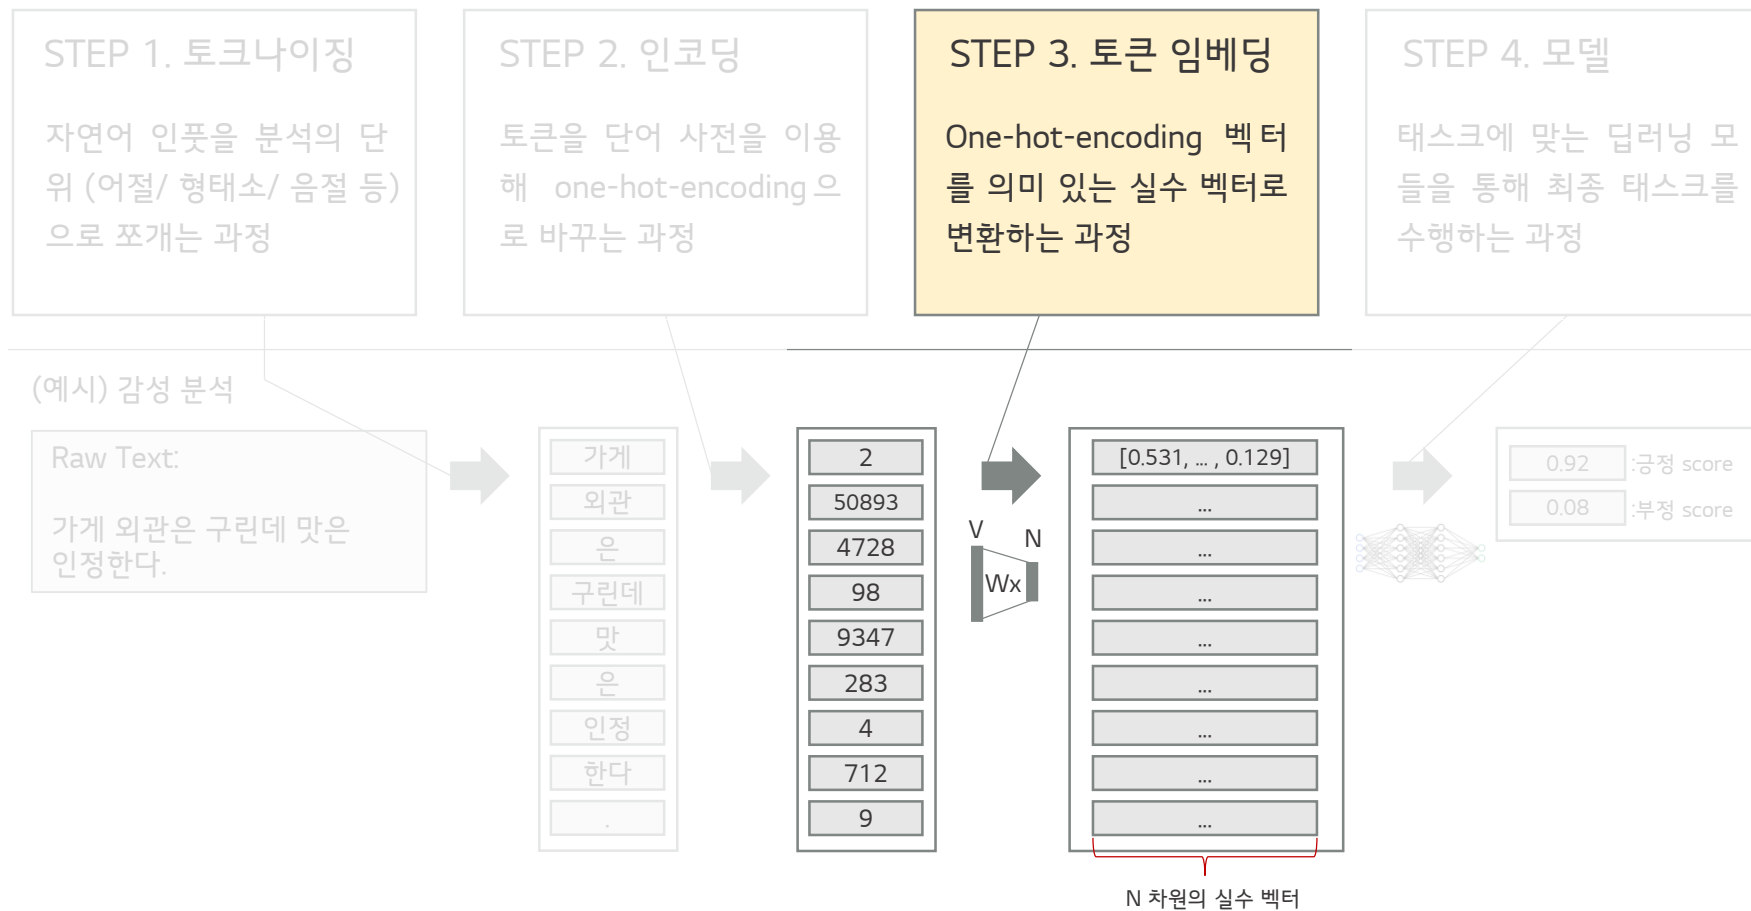 STEP 1. 토크나이징
자연어 인풋을 분석의 단
위 (어절/ 형태소/ 음절 등)
으로 쪼개는 과정
STEP 2. 인코딩
토큰을 단어 사전을 이용
해 one-hot-encoding으
로 바꾸는 과정
STEP 3. 토큰 임베딩
One-hot-encoding 벡터
를 의미 있는 실수 벡터로
변환하는 과정
STEP 4. 모델
태스크에 맞는 딥러닝 모
들을 통해 최종 태스크를
수행하는 과정
(예시) 감성 분석
Raw Text:
가게 외관은 구린데 맛은
인정한다.
가게
외관
은
구린데
맛
은
인정
한다
.
2
50893
4728
98
9347
283
4
712
9
V
N
Wx
[0.531, ... , 0.129]
...
...
...
...
...
...
...
...
N 차원의 실수 벡터
0.92 :긍정 score
0.08 :부정 score